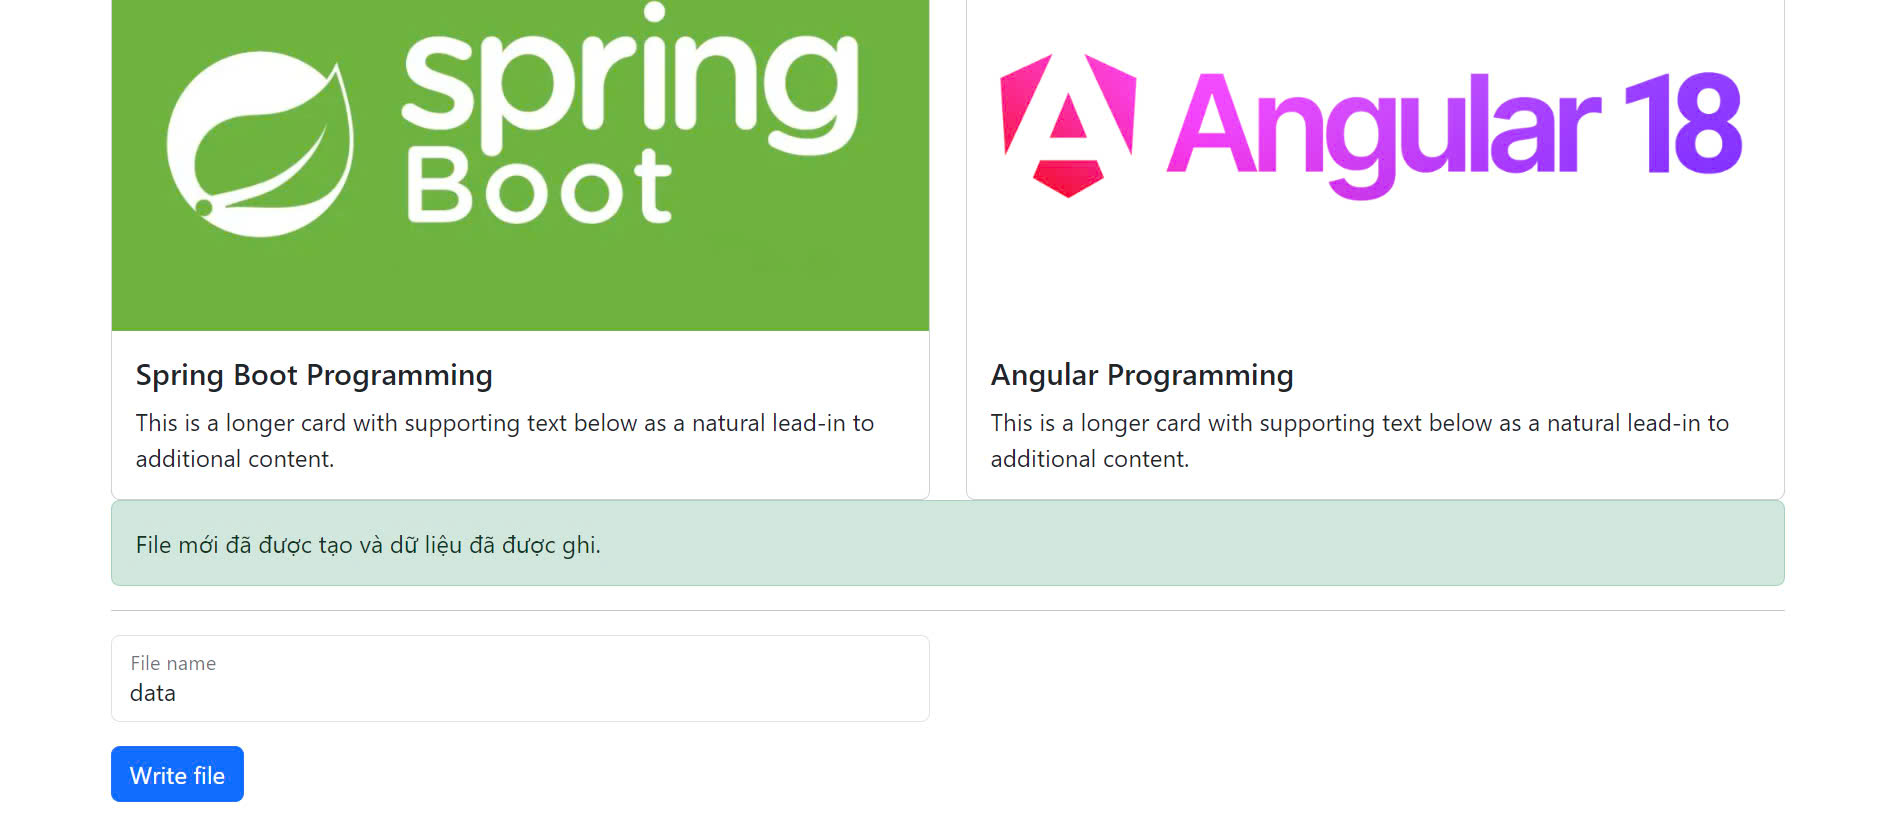 spring
Boot
Angular 18
Spring Boot Programming
This is a longer card with supporting text below as a natural lead-in to
additional content.
Angular Programming
This is a longer card with supporting text below as a natural lead-in to
additional content.
File mới đã được tạo và dữ liệu đã được ghi.
File name
data
Write file